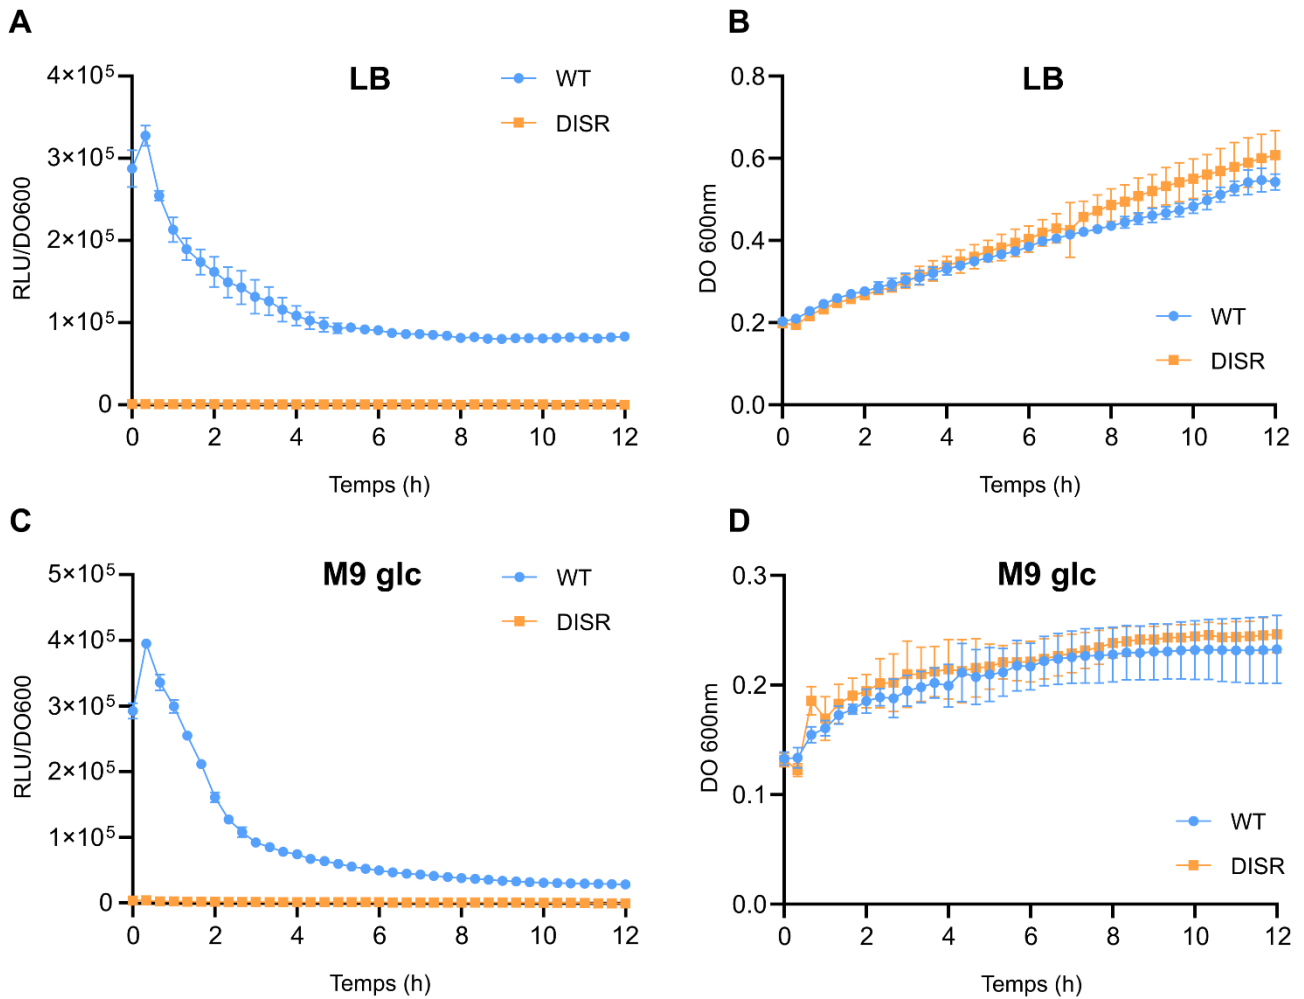 A
LB
WT
DISR
4×10⁵
3×10⁵
2×10⁵
1×10⁵
0
RLU/DO600
0 2 4 6 8 10 12
Temps (h)
B
LB
0.8
0.6
0.4
0.2
0.0
DO 600nm
WT
DISR
0 2 4 6 8 10 12
Temps (h)
C
M9 glc
WT
DISR
5×10⁵
4×10⁵
3×10⁵
2×10⁵
1×10⁵
0
RLU/DO600
0 2 4 6 8 10 12
Temps (h)
D
M9 glc
0.3
0.2
0.1
0.0
DO 600nm
WT
DISR
0 2 4 6 8 10 12
Temps (h)